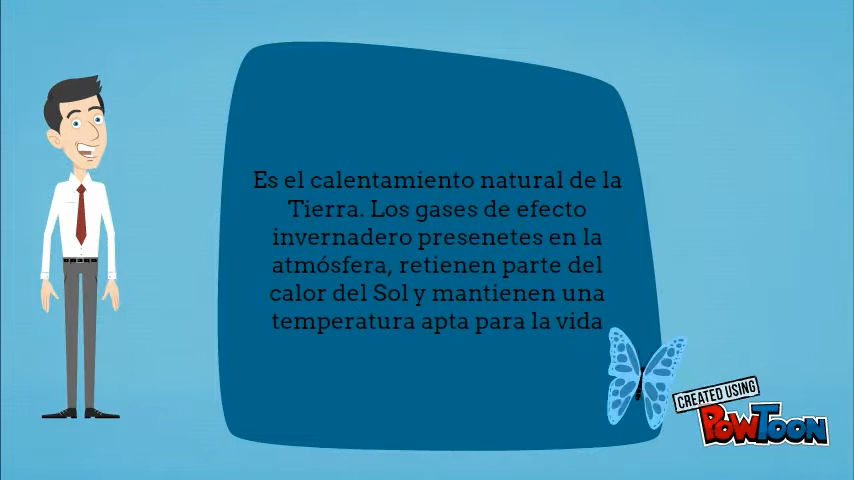 Es el calentamiento natural de la
Tierra. Los gases de efecto
invernadero presenetes en la
atmósfera, retienen parte del
calor del Sol y mantienen una
temperatura apta para la vida
CREATED USING
POWTOON